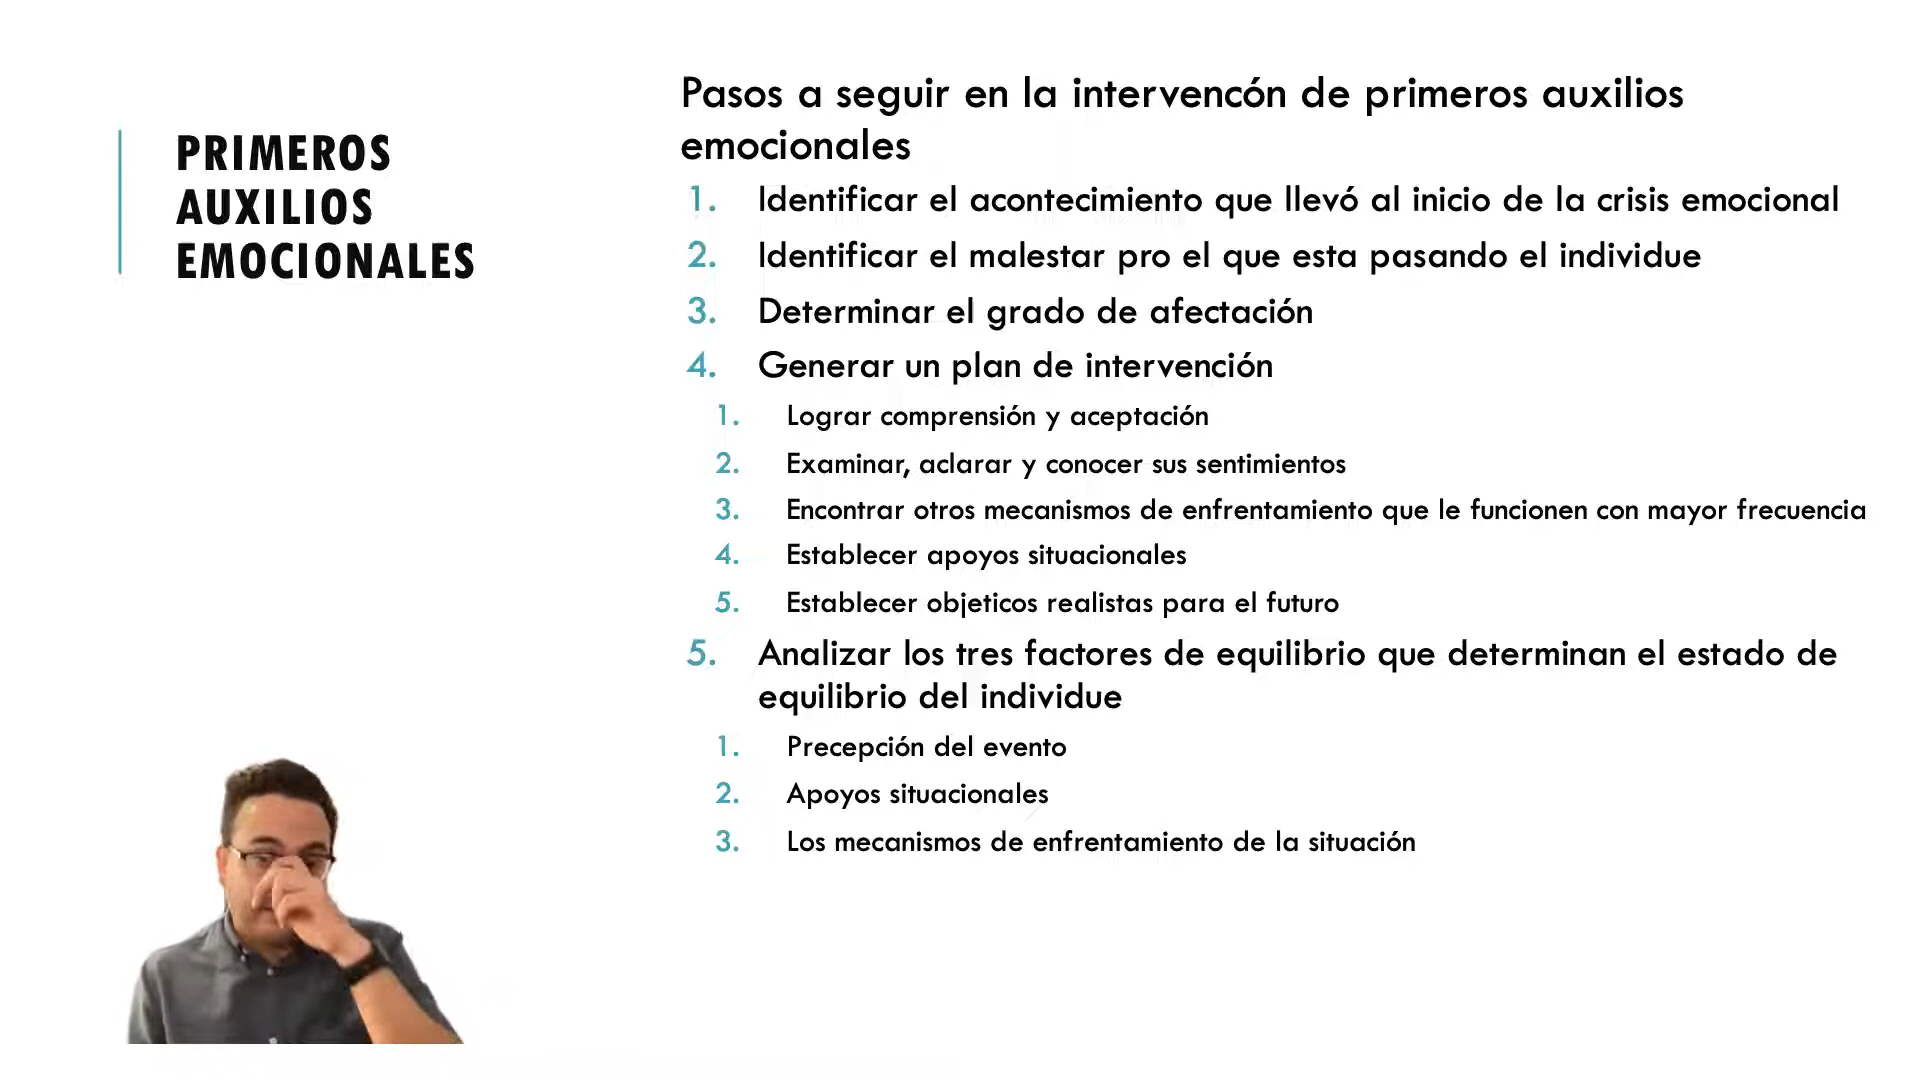 PRIMEROS
AUXILIOS
EMOCIONALES
Pasos a seguir en la intervencón de primeros auxilios
emocionales
1. Identificar el acontecimiento que llevó al inicio de la crisis emocional
2. Identificar el malestar pro el que esta pasando el individue
3. Determinar el grado de afectación
4. Generar un plan de intervención
1. Lograr comprensión y aceptación
2. Examinar, aclarar y conocer sus sentimientos
3. Encontrar otros mecanismos de enfrentamiento que le funcionen con mayor frecuencia
4. Establecer apoyos situacionales
5. Establecer objeticos realistas para el futuro
5. Analizar los tres factores de equilibrio que determinan el estado de
equilibrio del individue
1. Precepción del evento
2. Apoyos situacionales
3. Los mecanismos de enfrentamiento de la situación